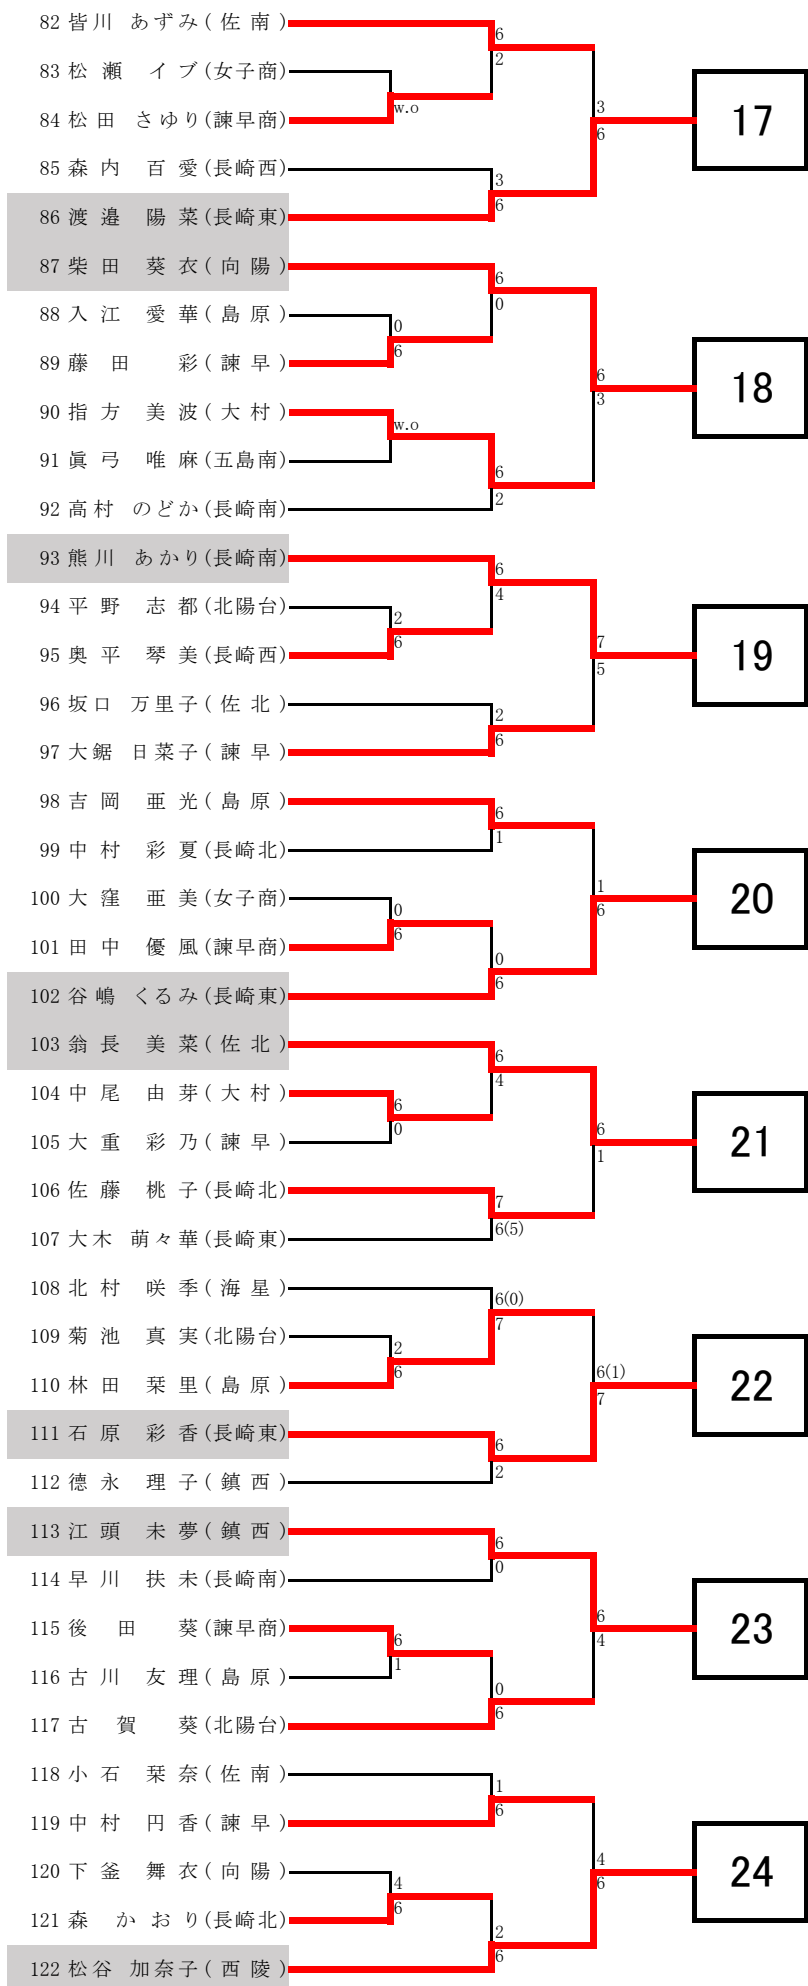 82 皆川 あずみ(佐南)
6
83 松瀬 イブ(女子商)
2
84 松田 さゆり(諫早商)
w.o
3
17
6
85 森内 百愛(長崎西)
3
86 渡邉 陽菜(長崎東)
6
87 柴田 葵衣(向陽)
6
88 入江 愛華(島原)
0
0
89 藤田 彩(諫早)
6
6
18
3
90 指方 美波(大村)
w.o
91 眞弓 唯麻(五島南)
6
92 高村 のどか(長崎南)
2
93 熊川 あかり(長崎南)
6
94 平野 志都(北陽台)
4
2
95 奥平 琴美(長崎西)
6
7
19
5
96 坂口 万里子(佐北)
2
97 大鋸 日菜子(諫早)
6
98 吉岡 亜光(島原)
6
99 中村 彩夏(長崎北)
1
100 大窪 亜美(女子商)
0
1
20
6
101 田中 優風(諫早商)
6
0
102 谷嶋 くるみ(長崎東)
6
103 翁長 美菜(佐北)
6
104 中尾 由芽(大村)
4
6
105 大重 彩乃(諫早)
0
6
21
1
106 佐藤 桃子(長崎北)
7
107 大木 萌々華(長崎東)
6(5)
108 北村 咲季(海星)
6(0)
109 菊池 真実(北陽台)
7
2
110 林田 栞里(島原)
6
6(1)
22
7
111 石原 彩香(長崎東)
6
112 德永 理子(鎮西)
2
113 江頭 未夢(鎮西)
6
114 早川 扶未(長崎南)
0
115 後田 葵(諫早商)
6
6
23
4
116 古川 友理(島原)
1
0
117 古賀 葵(北陽台)
6
118 小石 栞奈(佐南)
1
119 中村 円香(諫早)
6
120 下釜 舞衣(向陽)
4
4
24
6
121 森 かおり(長崎北)
6
2
122 松谷 加奈子(西陵)
6